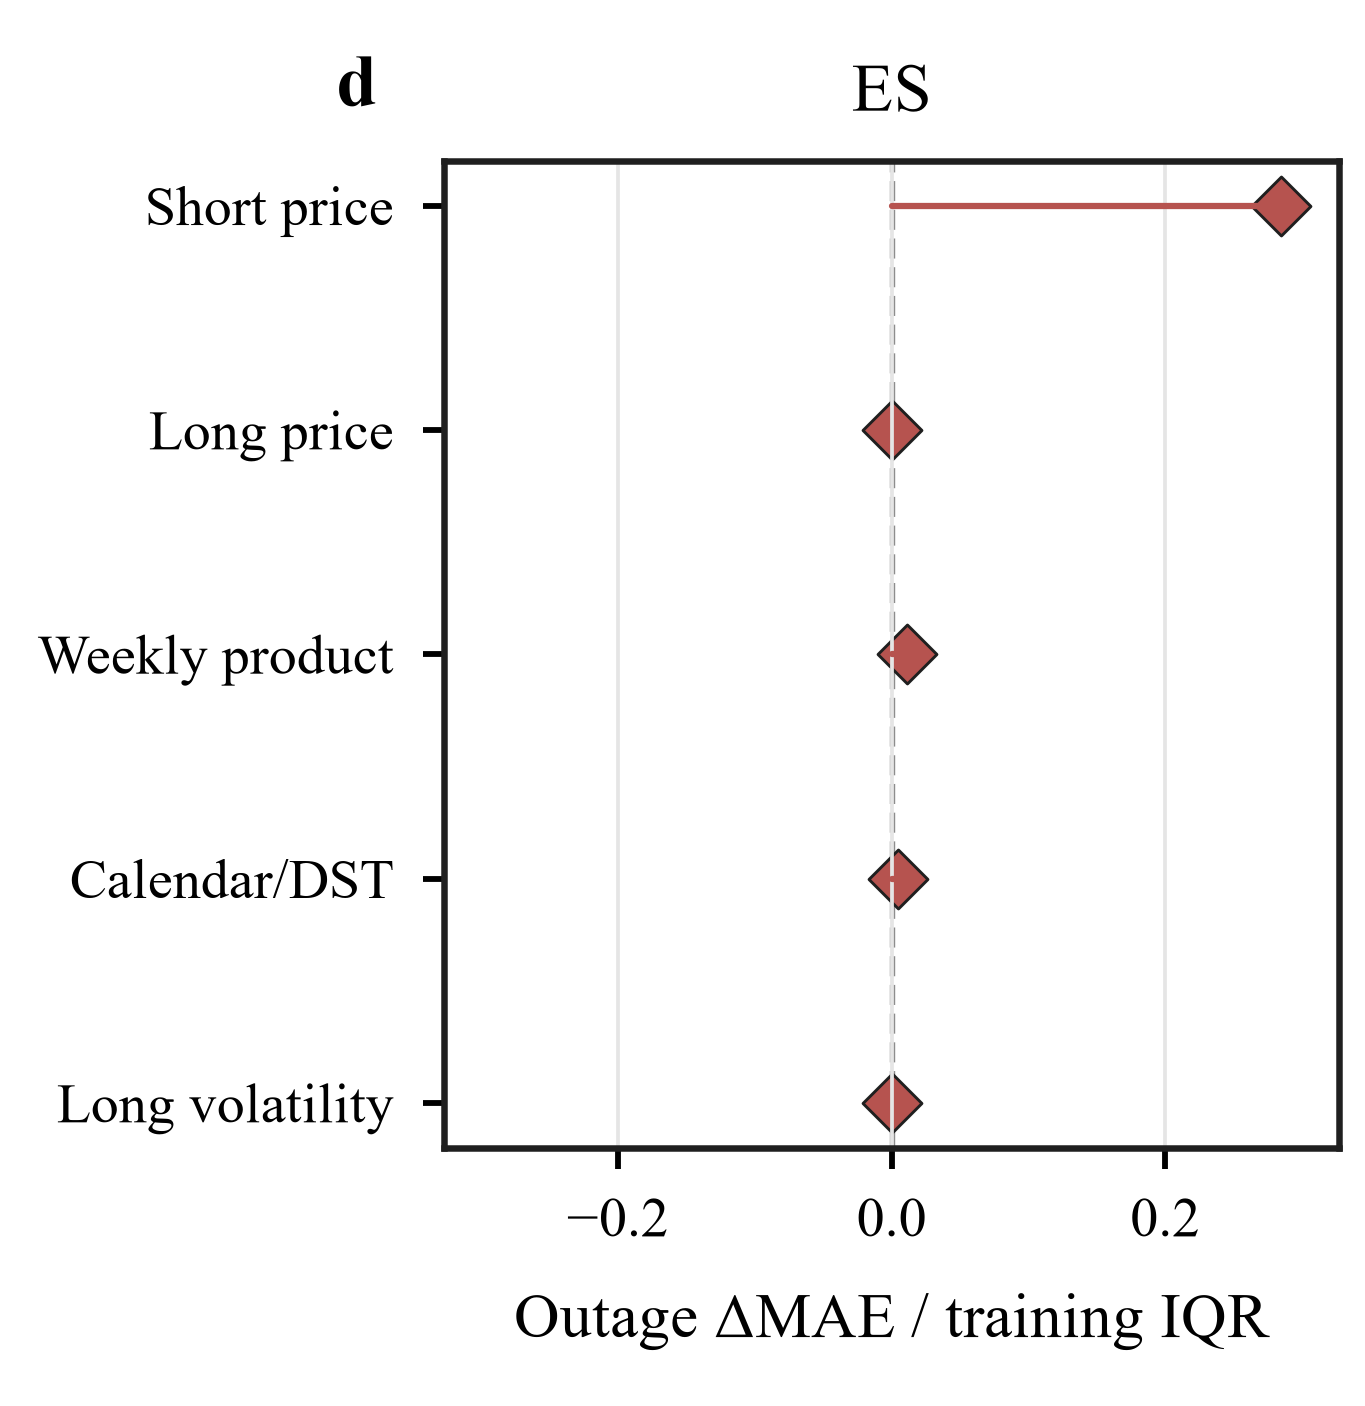 d
ES
Short price
Long price
Weekly product
Calendar/DST
Long volatility
−0.2 0.0 0.2
Outage ΔMAE / training IQR